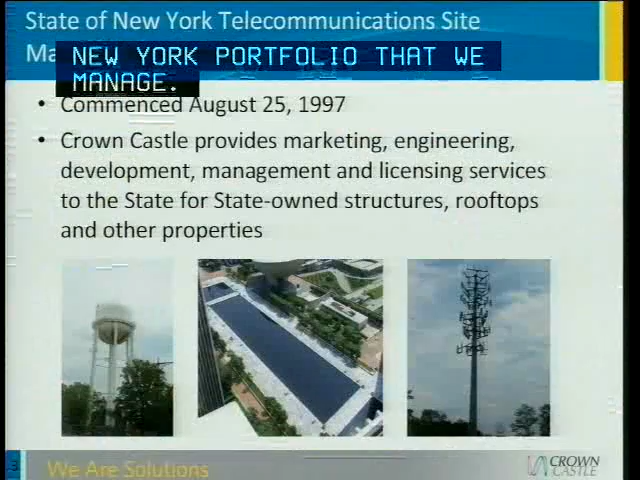 State of New York Telecommunications Site
Ma
NEW YORK PORTFOLIO THAT WE
MANAGE.
• Commenced August 25, 1997
• Crown Castle provides marketing, engineering,
development, management and licensing services
to the State for State-owned structures, rooftops
and other properties
3
We Are Solutions
CROWN
CASTLE